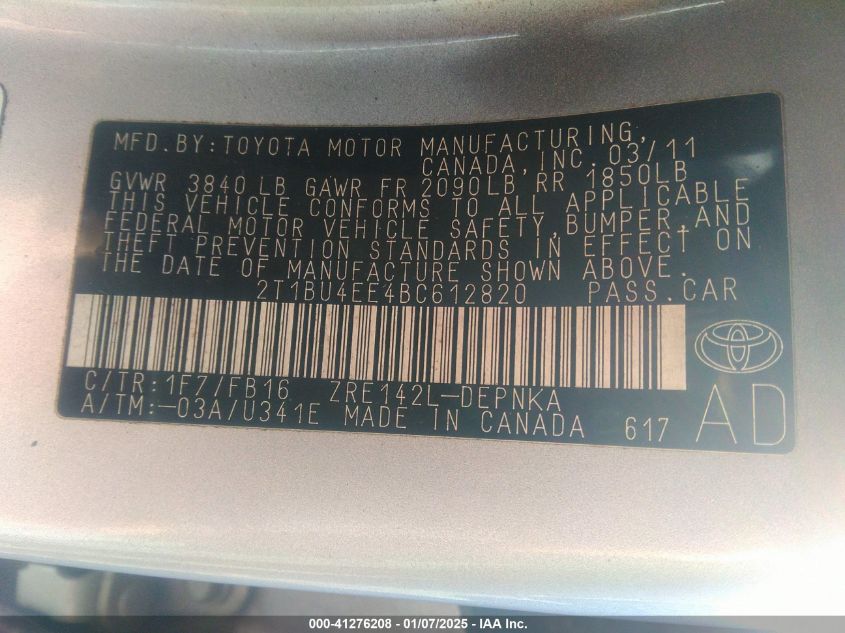 MFD.BY:TOYOTA MOTOR MANUFACTURING,
CANADA,INC. 03/11
GVWR 3840 LB GAWR FR 2090LB RR 1850LB
THIS VEHICLE CONFORMS TO ALL APPLICABLE
FEDERAL MOTOR VEHICLE SAFETY,BUMPER,AND
THEFT PREVENTION STANDARDS IN EFFECT ON
THE DATE OF MANUFACTURE SHOWN ABOVE.
2T1BU4EE4BC612820 PASS.CAR
C/TR:1F7/FB16 ZRE142L-DEPNKA
A/TM:-03A/U341E MADE IN CANADA 617 AD
000-41276208 - 01/07/2025 - IAA Inc.